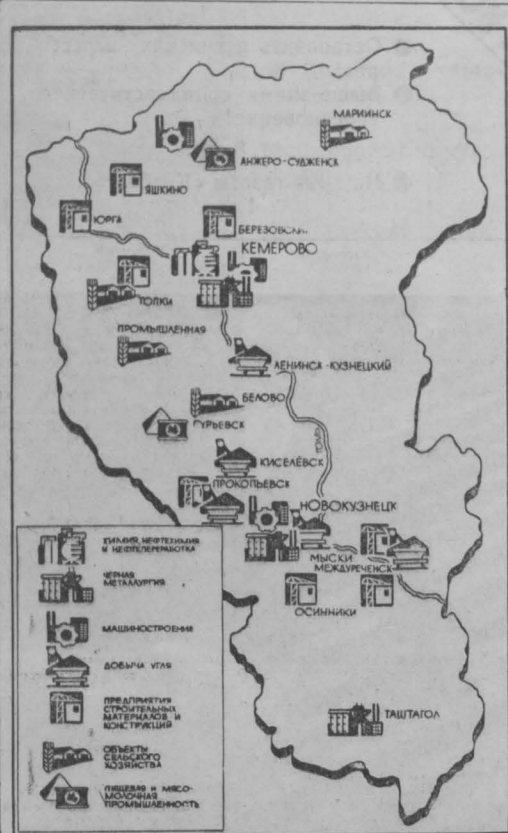 МАРИИНСК
АНЖЕРО-СУДЖЕНСК
ЯШКИНО
ЮРГА
БЕРЕЗОВСКИЙ
КЕМЕРОВО
ТОПКИ
ПРОМЫШЛЕННАЯ
ЛЕНИНСК-КУЗНЕЦКИЙ
БЕЛОВО
ГУРЬЕВСК
ТОМЬ
КИСЕЛЁВСК
ПРОКОПЬЕВСК
НОВОКУЗНЕЦК
МЫСКИ
МЕЖДУРЕЧЕНСК
ОСИННИКИ
ТАШТАГОЛ
ХИМИЯ, НЕФТЕХИМИЯ
И НЕФТЕПЕРЕРАБОТКА
ЧЕРНАЯ
МЕТАЛЛУРГИЯ
МАШИНОСТРОЕНИЯ
ДОБЫЧА УГЛЯ
ПРЕДПРИЯТИЯ
СТРОИТЕЛЬНЫХ
МАТЕРИАЛОВ И
КОНСТРУКЦИЙ
ОБЪЕКТЫ
СЕЛЬСКОГО
ХОЗЯЙСТВА
ПИЩЕВАЯ И МЯСО-
МОЛОЧНАЯ
ПРОМЫШЛЕННОСТЬ